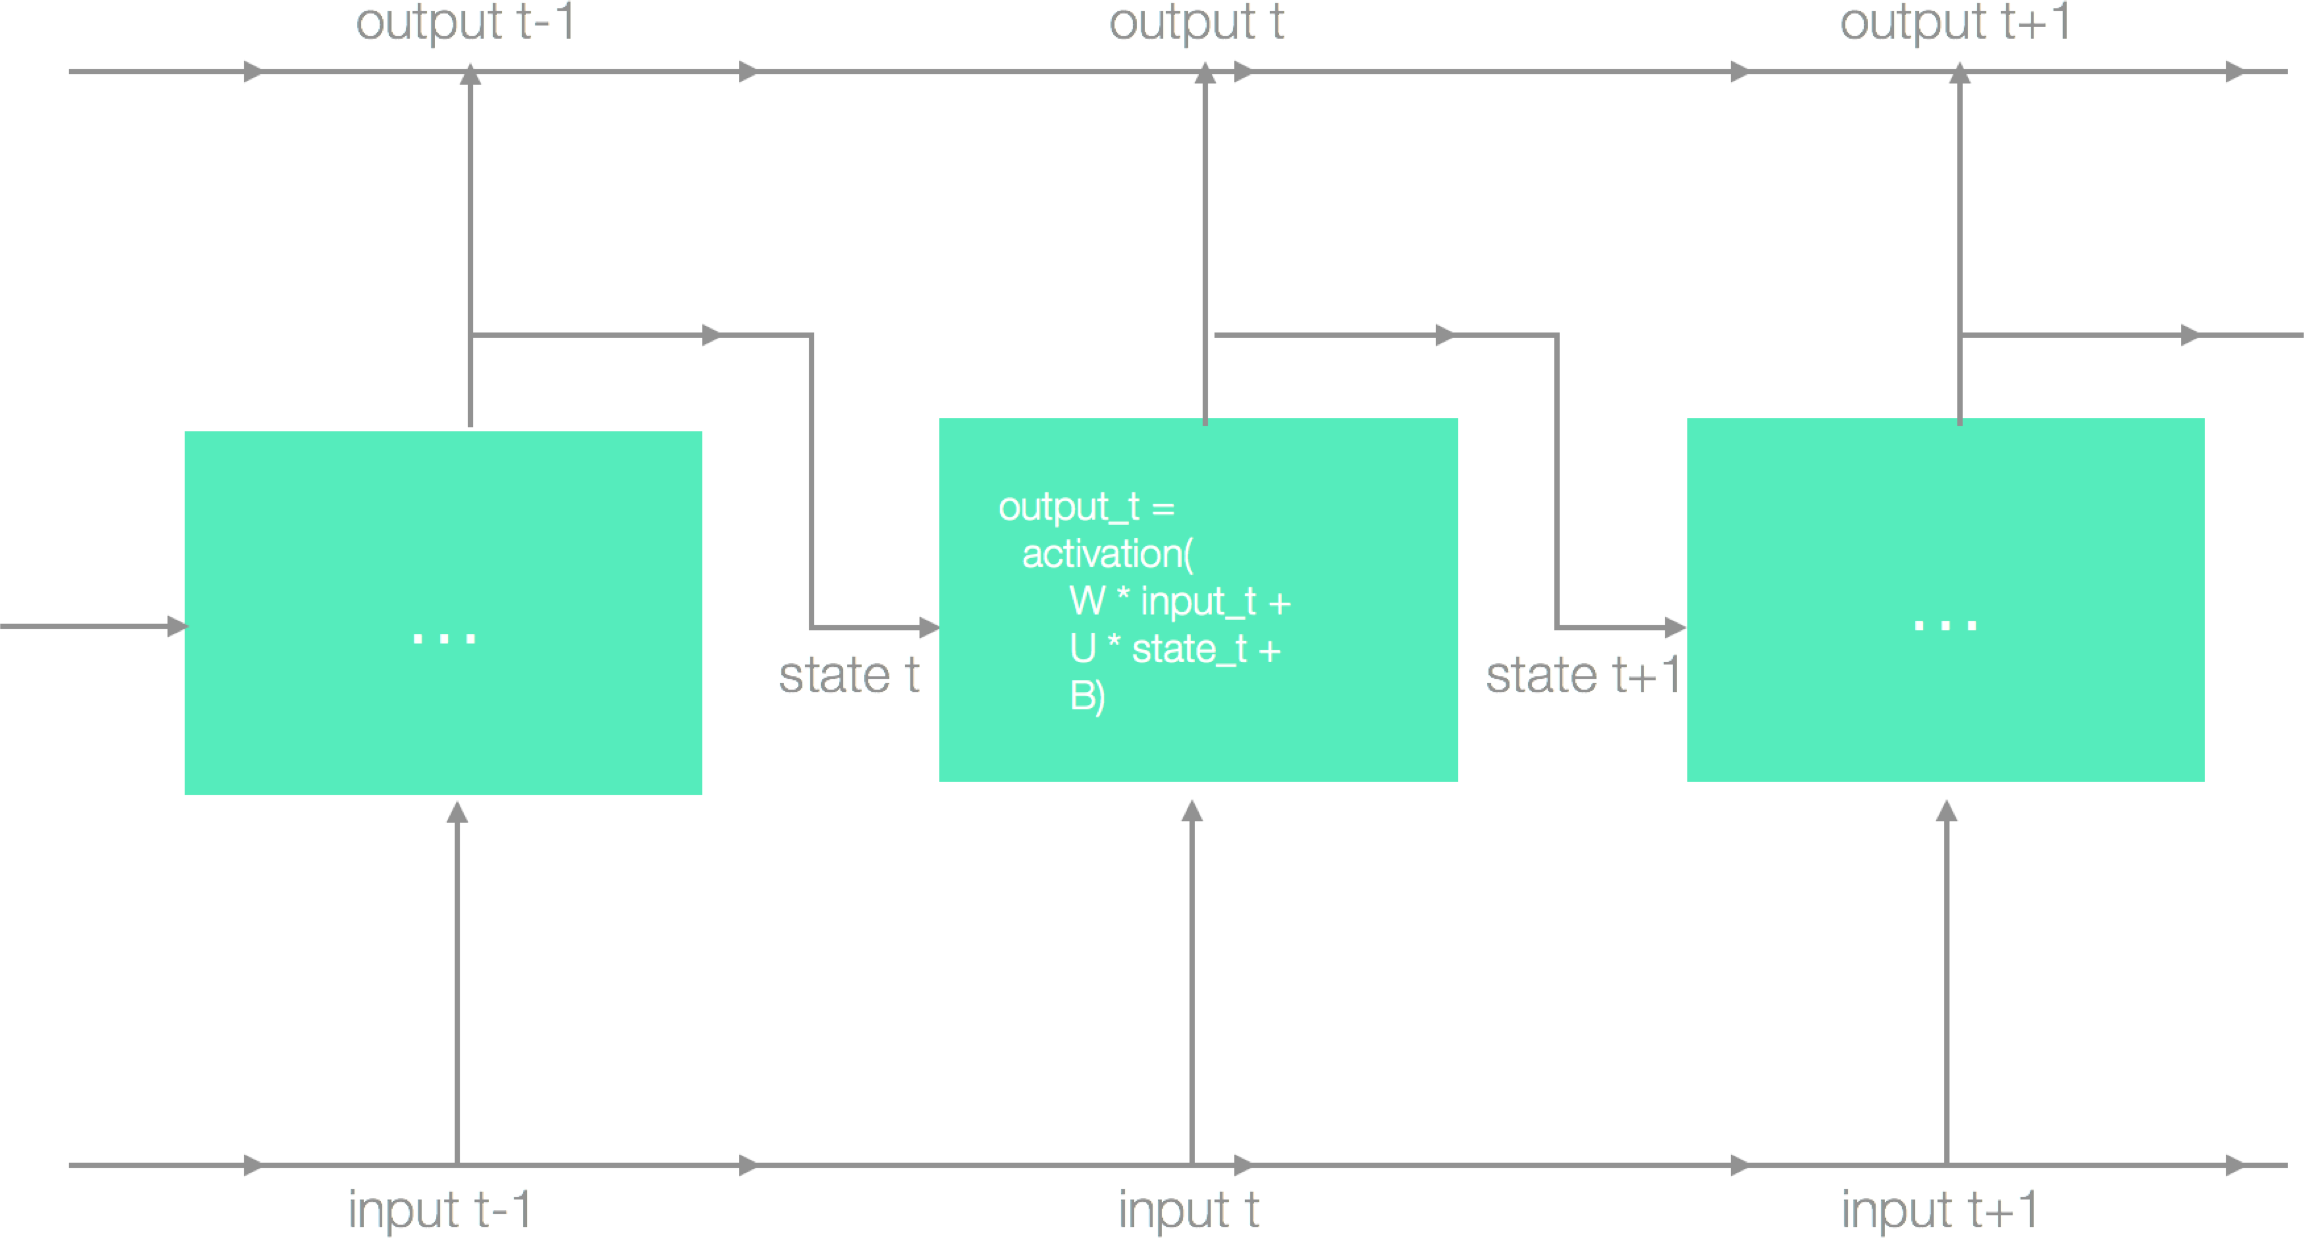 output t-1
output t
output t+1
output_t =
activation(
W * input_t +
U * state_t +
B)
...
...
state t
state t+1
input t-1
input t
input t+1